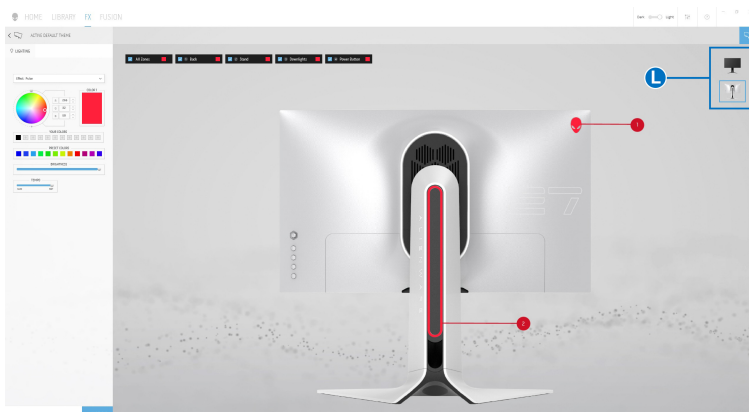 HOME LIBRARY FX FUSION
Dark Light
ACTIVE DEFAULT THEME
LIGHTING
All Zones Back Stand Downlights Power Button
L
Effect: Pulse
COLOR 1
YOUR COLORS
PRESET COLORS
BRIGHTNESS
TEMPO
1
27
2